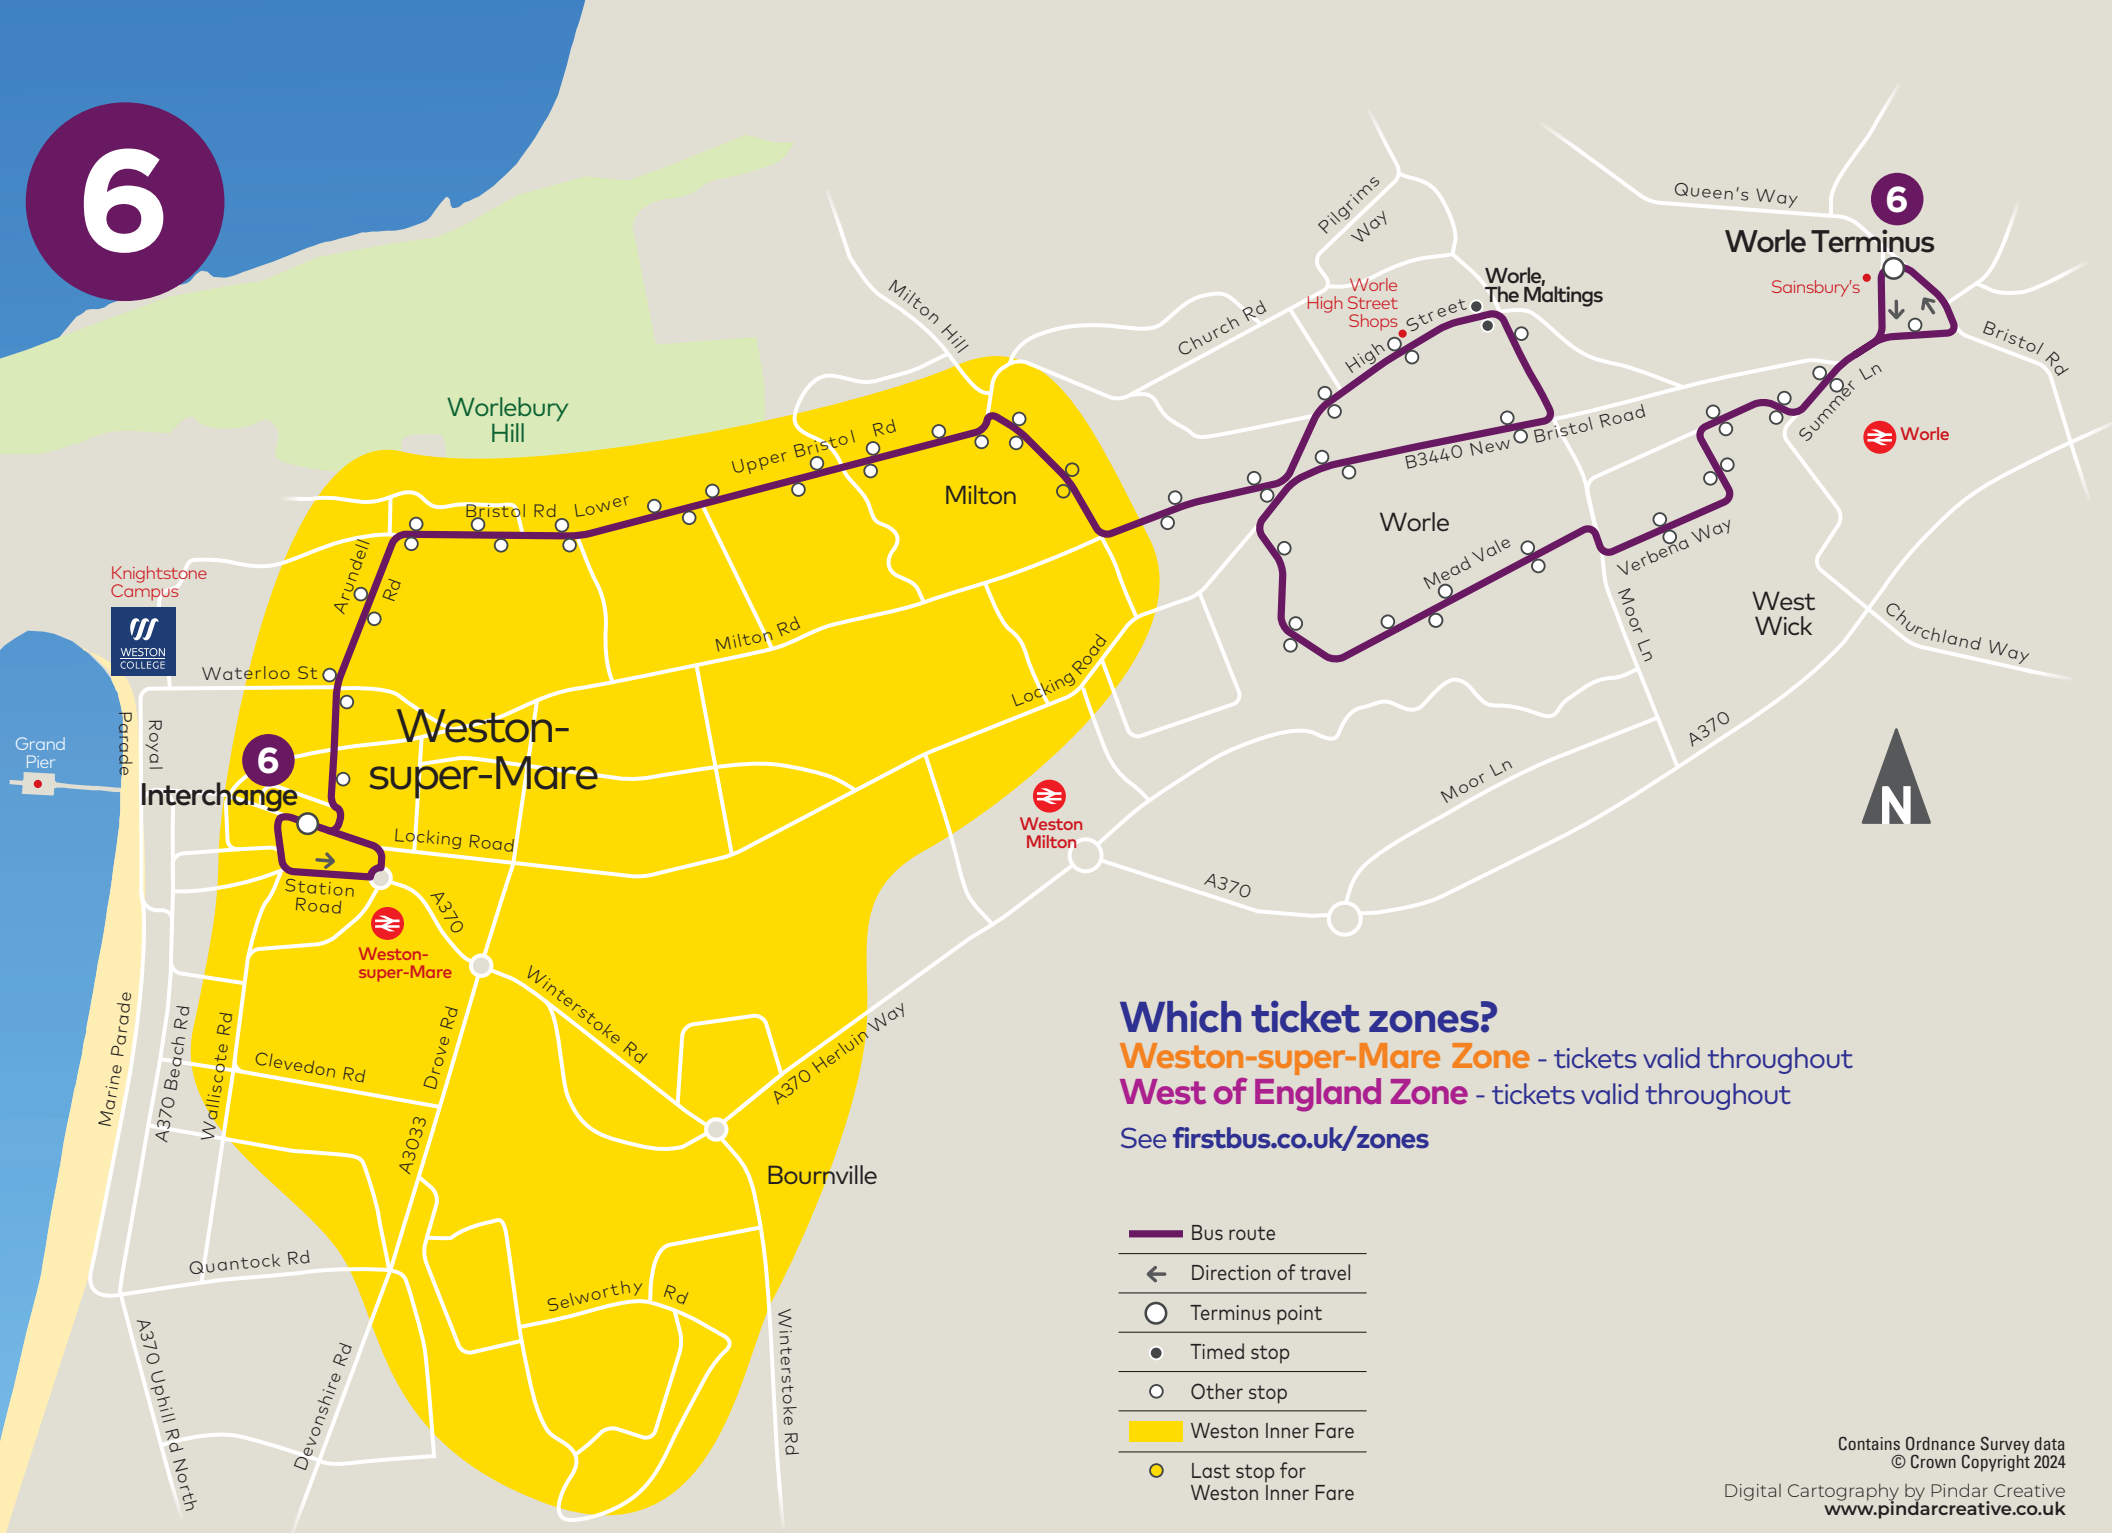 6
Queen's Way
6
Worle Terminus
Sainsbury's
Pilgrims
Way
Worle,
The Maltings
Worle
High Street
Shops
High Street
Church Rd
Milton Hill
Bristol Rd
Summer Ln
Worle
B3440 New Bristol Road
Worlebury
Hill
Upper Bristol Rd
Milton
Bristol Rd Lower
Worle
Mead Vale
Verbena Way
Arundell
Rd
Knightstone
Campus
WESTON
COLLEGE
West
Wick
Moor Ln
Churchland Way
Waterloo St
Milton Rd
Locking Road
Royal
Parade
Grand
Pier
6
Interchange
Weston-
super-Mare
A370
Moor Ln
N
Weston
Milton
Locking Road
Station
Road
A370
A370
Weston-
super-Mare
Winterstoke Rd
Marine Parade
A370 Beach Rd
Walliscote Rd
Clevedon Rd
Drove Rd
A3033
A370 Herluin Way
Bournville
Quantock Rd
Selworthy Rd
A370 Uphill Rd North
Devonshire Rd
Winterstoke Rd
Which ticket zones?
Weston-super-Mare Zone - tickets valid throughout
West of England Zone - tickets valid throughout
See firstbus.co.uk/zones
Bus route
Direction of travel
Terminus point
Timed stop
Other stop
Weston Inner Fare
Last stop for
Weston Inner Fare
Contains Ordnance Survey data
© Crown Copyright 2024
Digital Cartography by Pindar Creative
www.pindarcreative.co.uk